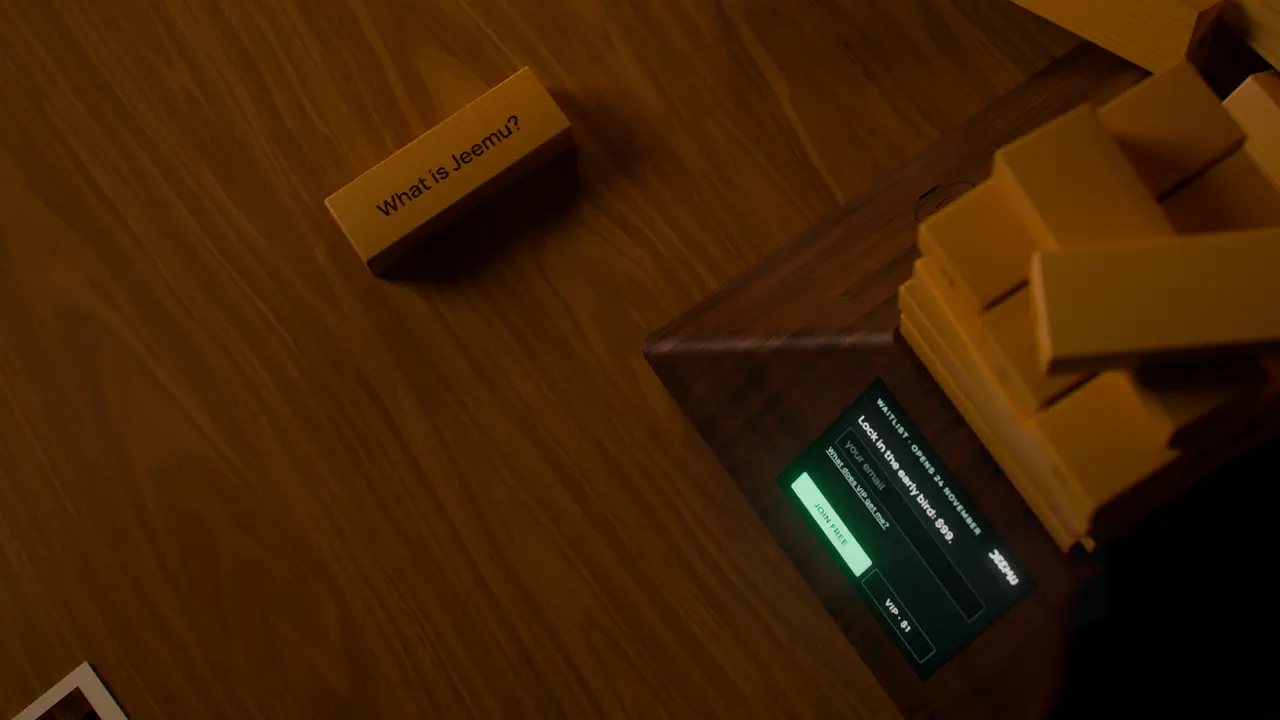 What is Jeemu?
WAITLIST · OPENS 24 NOVEMBER
Lock in the early bird: $99.
your email
What does VIP get me?
JOIN FREE
VIP · $1
JEEMU